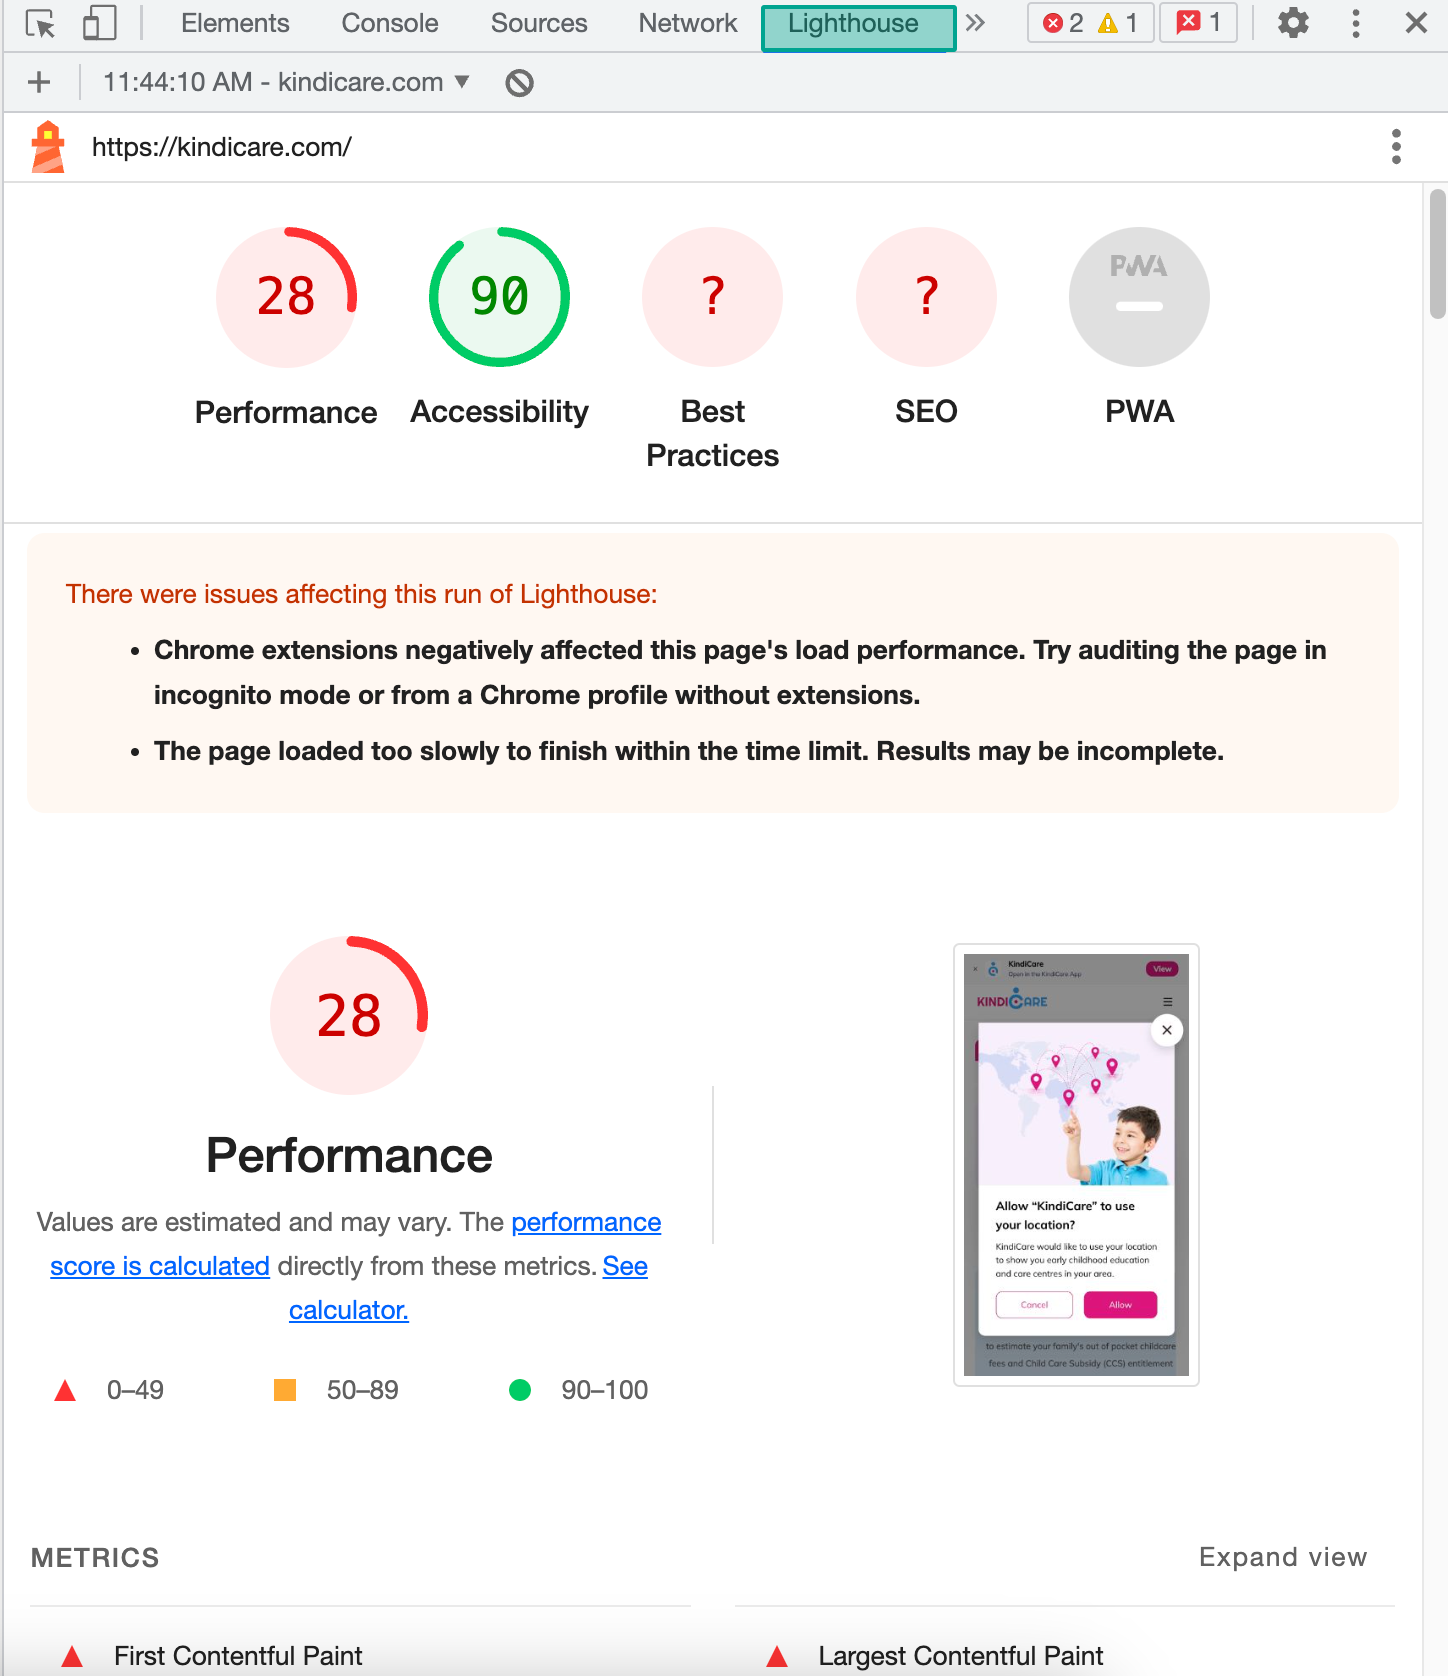 Elements Console Sources Network Lighthouse 2 1 1
11:44:10 AM - kindicare.com
https://kindicare.com/
28 90 ? ? PWA
Performance Accessibility Best Practices SEO PWA
There were issues affecting this run of Lighthouse:
• Chrome extensions negatively affected this page's load performance. Try auditing the page in
incognito mode or from a Chrome profile without extensions.
• The page loaded too slowly to finish within the time limit. Results may be incomplete.
28
Performance
Values are estimated and may vary. The performance
score is calculated directly from these metrics. See
calculator.
0–49 50–89 90–100
KindiCare
Open in the KindiCare App
View
KINDICARE
Allow “KindiCare” to use
your location?
KindiCare would like to use your location
to show you early childhood education
and care centres in your area.
Cancel Allow
to estimate your family's out of pocket childcare
fees and Child Care Subsidy (CCS) entitlement
METRICS Expand view
First Contentful Paint Largest Contentful Paint